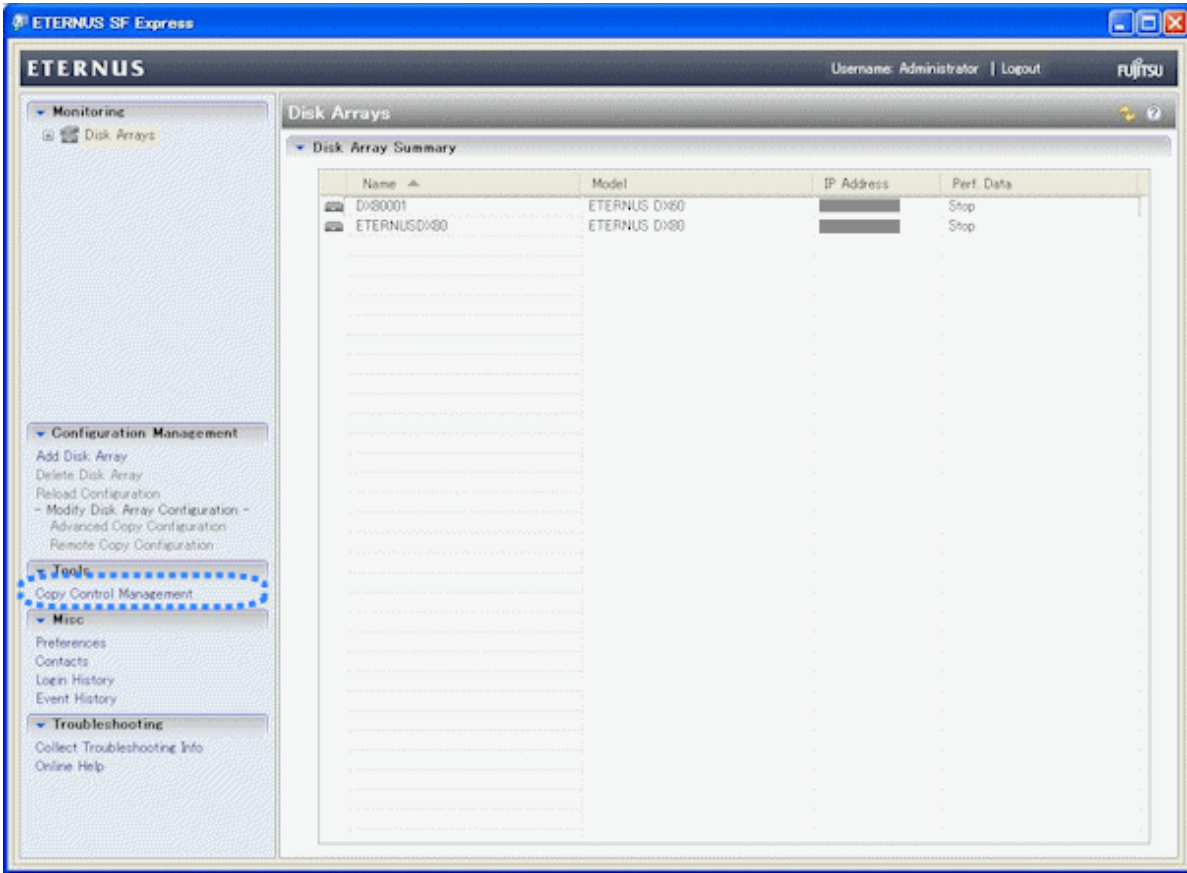 ETERNUS SF Express
ETERNUS
Username: Administrator | Logout
FUJITSU
Monitoring
Disk Arrays
Configuration Management
Add Disk Array
Delete Disk Array
Reload Configuration
- Modify Disk Array Configuration -
Advanced Copy Configuration
Remote Copy Configuration
Tools
Copy Control Management
Misc
Preferences
Contacts
Login History
Event History
Troubleshooting
Collect Troubleshooting Info
Online Help
Disk Arrays
Disk Array Summary
Name Model IP Address Perf. Data
DX80001 ETERNUS DX60 Stop
ETERNUSDX80 ETERNUS DX80 Stop